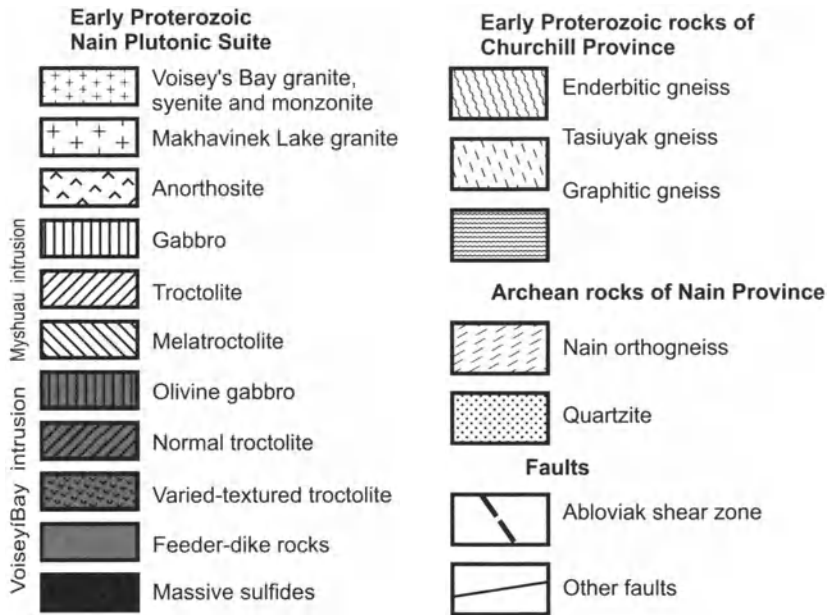 Early Proterozoic
Nain Plutonic Suite
Voisey's Bay granite,
syenite and monzonite
Makhavinek Lake granite
Anorthosite
Myshuau intrusion
Gabbro
Troctolite
Melatroctolite
VoiseyíBay intrusion
Olivine gabbro
Normal troctolite
Varied-textured troctolite
Feeder-dike rocks
Massive sulfides
Early Proterozoic rocks of
Churchill Province
Enderbitic gneiss
Tasiuyak gneiss
Graphitic gneiss
Archean rocks of Nain Province
Nain orthogneiss
Quartzite
Faults
Abloviak shear zone
Other faults